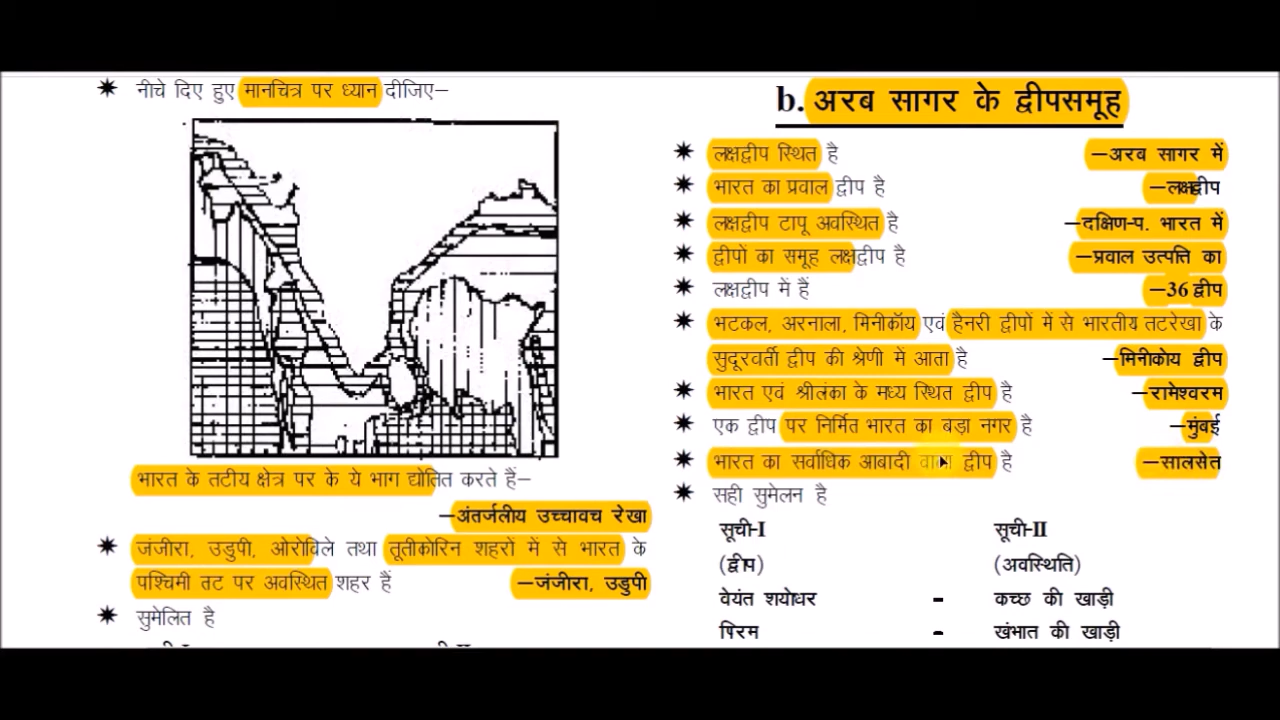 ✷ नीचे दिए हुए मानचित्र पर ध्यान दीजिए–
भारत के तटीय क्षेत्र पर के ये भाग द्योतित करते हैं–
–अंतर्जलीय उच्चावच रेखा
✷ जंजीरा, उडुपी, ओरोविले तथा तूतीकोरिन शहरों में से भारत के
पश्चिमी तट पर अवस्थित शहर हैं –जंजीरा, उडुपी
✷ सुमेलित है
b. अरब सागर के द्वीपसमूह
✷ लक्षद्वीप स्थित है –अरब सागर में
✷ भारत का प्रवाल द्वीप है –लक्षद्वीप
✷ लक्षद्वीप टापू अवस्थित है –दक्षिण-प. भारत में
✷ द्वीपों का समूह लक्षद्वीप है –प्रवाल उत्पत्ति का
✷ लक्षद्वीप में हैं –36 द्वीप
✷ भटकल, अरनाला, मिनीकॉय एवं हैनरी द्वीपों में से भारतीय तटरेखा के
सुदूरवर्ती द्वीप की श्रेणी में आता है –मिनीकोय द्वीप
✷ भारत एवं श्रीलंका के मध्य स्थित द्वीप है –रामेश्वरम
✷ एक द्वीप पर निर्मित भारत का बड़ा नगर है –मुंबई
✷ भारत का सर्वाधिक आबादी वाला द्वीप है –सालसेत
✷ सही सुमेलन है
सूची-I सूची-II
(द्वीप) (अवस्थिति)
वेयंत शयोधर - कच्छ की खाड़ी
पिरम - खंभात की खाड़ी